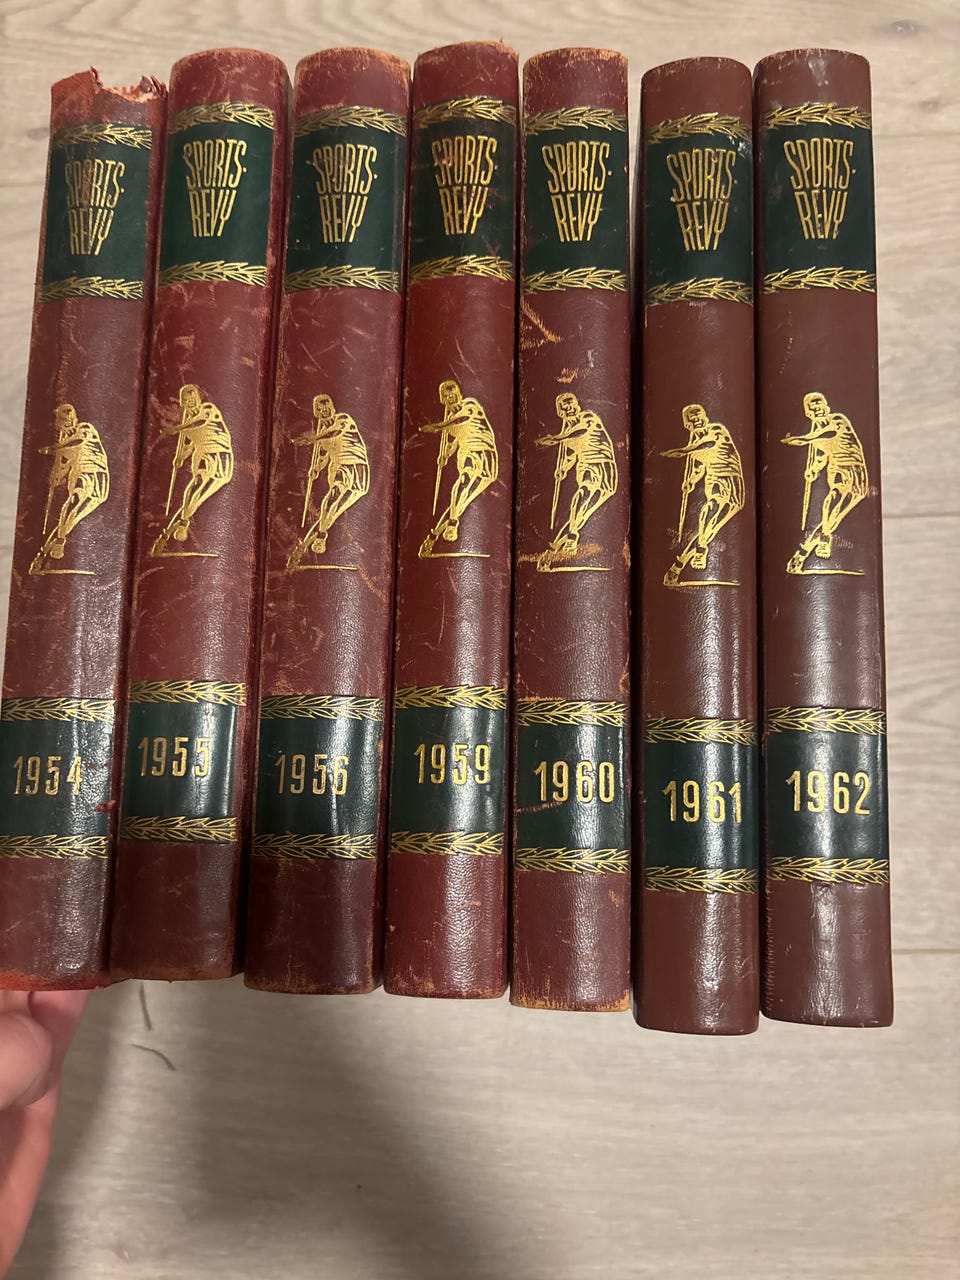 SPORTS-
REVY
1954
SPORTS-
REVY
1955
SPORTS-
REVY
1956
SPORTS-
REVY
1959
SPORTS-
REVY
1960
SPORTS-
REVY
1961
SPORTS-
REVY
1962